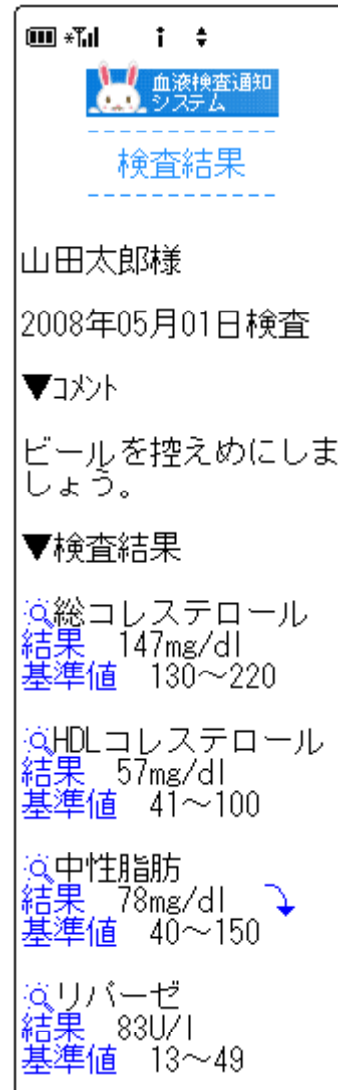 血液検査通知
システム
検査結果
山田太郎様
2008年05月01日検査
▼コメント
ビールを控えめにしま
しょう。
▼検査結果
総コレステロール
結果 147mg/dl
基準値 130～220
HDLコレステロール
結果 57mg/dl
基準値 41～100
中性脂肪
結果 78mg/dl
基準値 40～150
リパーゼ
結果 83U/l
基準値 13～49